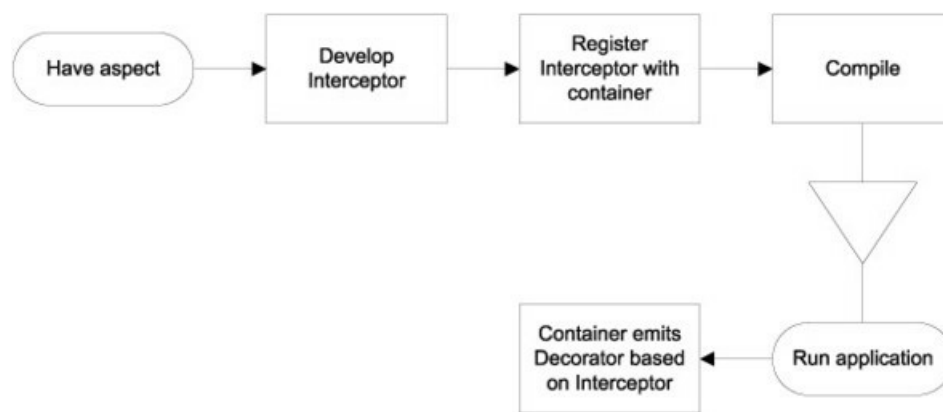 Have aspect
Develop
Interceptor
Register
Interceptor with
container
Compile
Run application
Container emits
Decorator based
on Interceptor